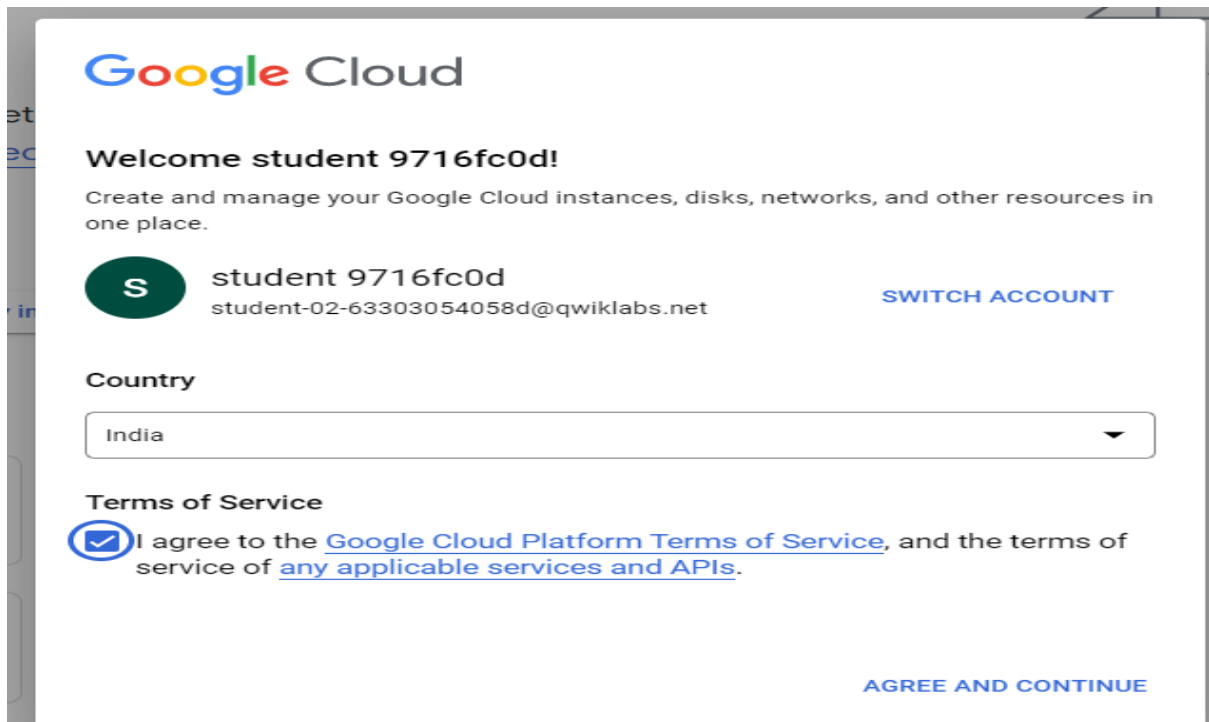 Google Cloud
et
ec
Welcome student 9716fc0d!
Create and manage your Google Cloud instances, disks, networks, and other resources in
one place.
S
student 9716fc0d
student-02-63303054058d@qwiklabs.net
SWITCH ACCOUNT
in
Country
India
Terms of Service
I agree to the Google Cloud Platform Terms of Service, and the terms of
service of any applicable services and APIs.
AGREE AND CONTINUE